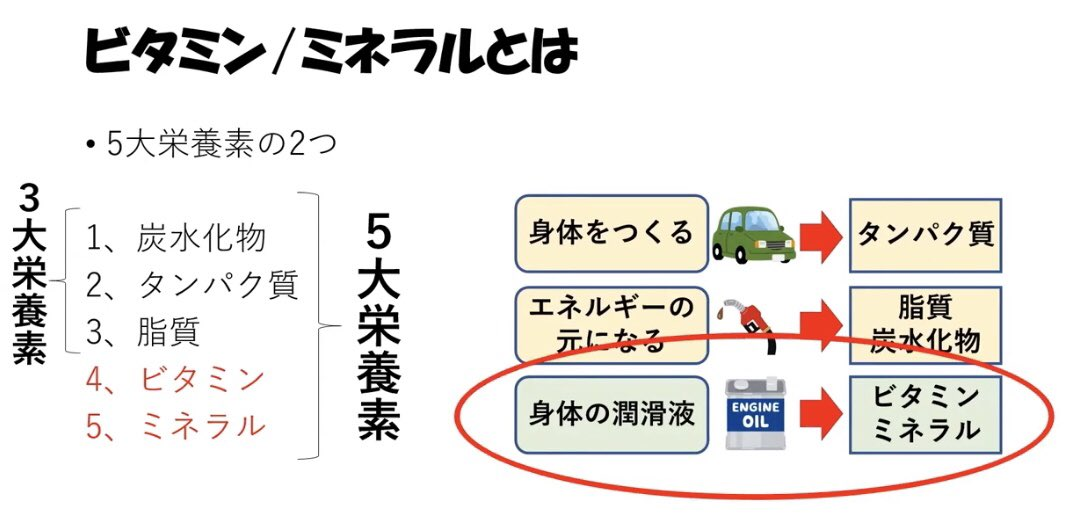 ビタミン/ミネラルとは
• 5大栄養素の2つ
3大栄養素
1、炭水化物
2、タンパク質
3、脂質
4、ビタミン
5、ミネラル
5大栄養素
身体をつくる
タンパク質
エネルギーの
元になる
脂質
炭水化物
身体の潤滑液
ENGINE
OIL
ビタミン
ミネラル